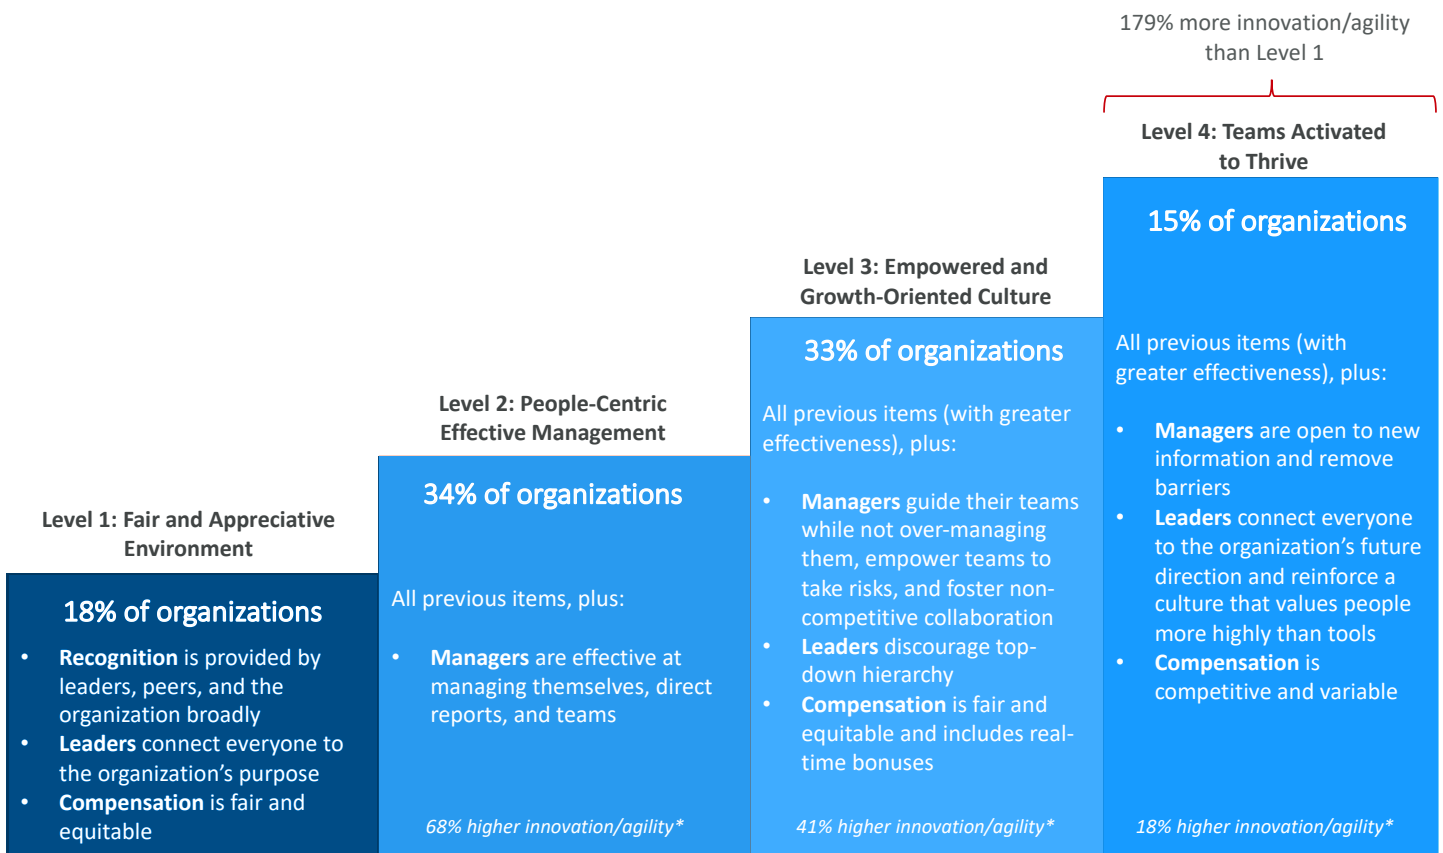 179% more innovation/agility
than Level 1
Level 4: Teams Activated
to Thrive
15% of organizations
All previous items (with
greater effectiveness), plus:
• Managers are open to new
information and remove
barriers
• Leaders connect everyone
to the organization’s future
direction and reinforce a
culture that values people
more highly than tools
• Compensation is
competitive and variable
18% higher innovation/agility*
Level 3: Empowered and
Growth-Oriented Culture
33% of organizations
All previous items (with greater
effectiveness), plus:
• Managers guide their teams
while not over-managing
them, empower teams to
take risks, and foster non-
competitive collaboration
• Leaders discourage top-
down hierarchy
• Compensation is fair and
equitable and includes real-
time bonuses
41% higher innovation/agility*
Level 2: People-Centric
Effective Management
34% of organizations
All previous items, plus:
• Managers are effective at
managing themselves, direct
reports, and teams
68% higher innovation/agility*
Level 1: Fair and Appreciative
Environment
18% of organizations
• Recognition is provided by
leaders, peers, and the
organization broadly
• Leaders connect everyone to
the organization’s purpose
• Compensation is fair and
equitable